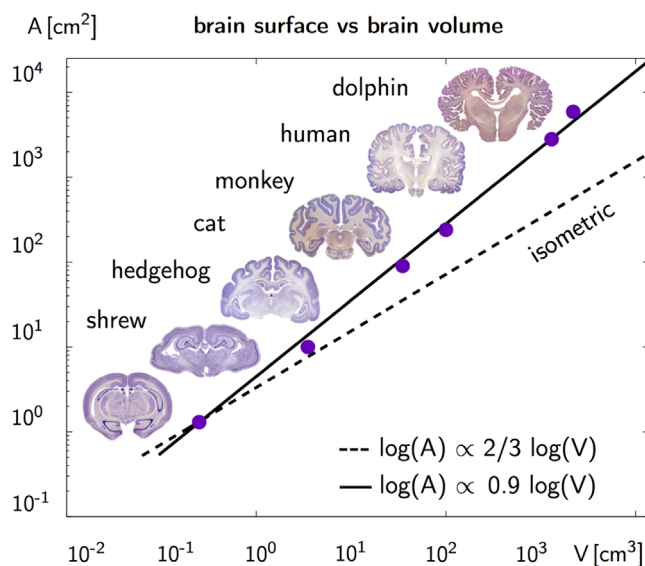 A [cm²] brain surface vs brain volume
10⁴
dolphin
human
10³
monkey
cat
10²
isometric
hedgehog
10¹
shrew
10⁰
log(A) ∝ 2/3 log(V)
log(A) ∝ 0.9 log(V)
10⁻¹
10⁻² 10⁻¹ 10⁰ 10¹ 10² 10³ V [cm³]